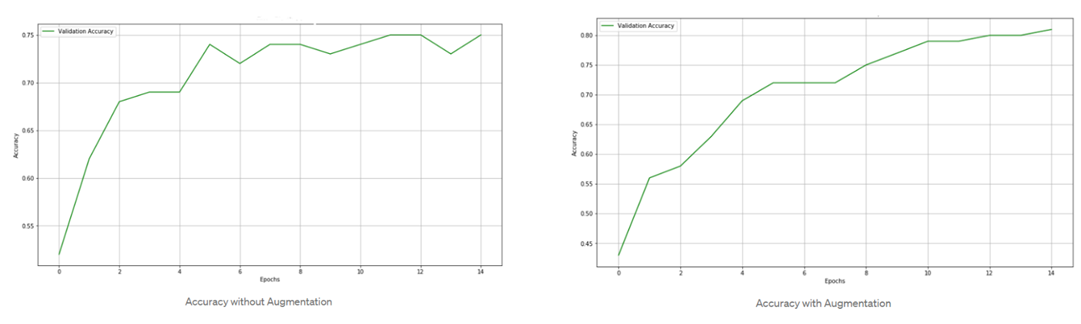 Validation Accuracy
0.75
0.70
0.65
0.60
0.55
Accuracy
0 2 4 6 8 10 12 14
Epochs
Accuracy without Augmentation
Validation Accuracy
0.80
0.75
0.70
0.65
0.60
0.55
0.50
0.45
Accuracy
0 2 4 6 8 10 12 14
Epochs
Accuracy with Augmentation